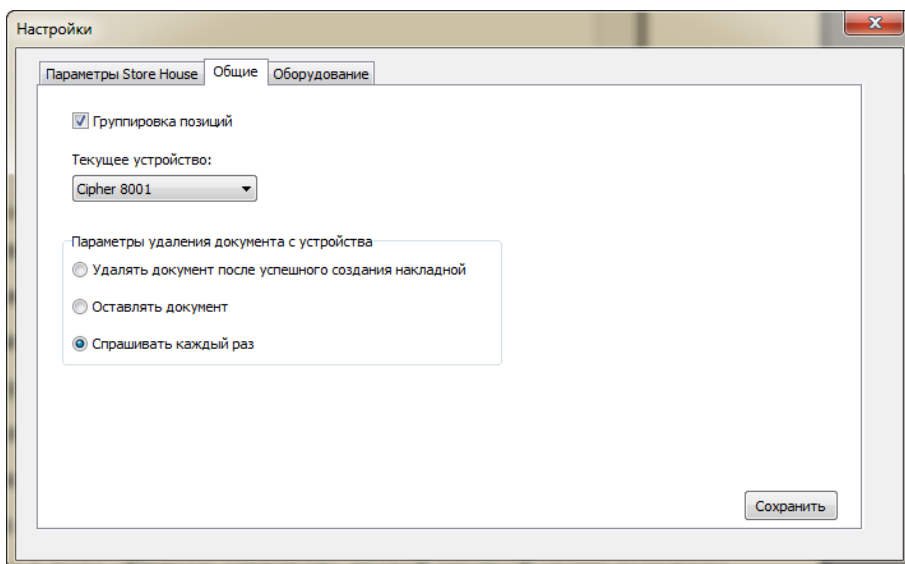 Настройки
Параметры Store House Общие Оборудование
Группировка позиций
Текущее устройство:
Cipher 8001
Параметры удаления документа с устройства
Удалять документ после успешного создания накладной
Оставлять документ
Спрашивать каждый раз
Сохранить